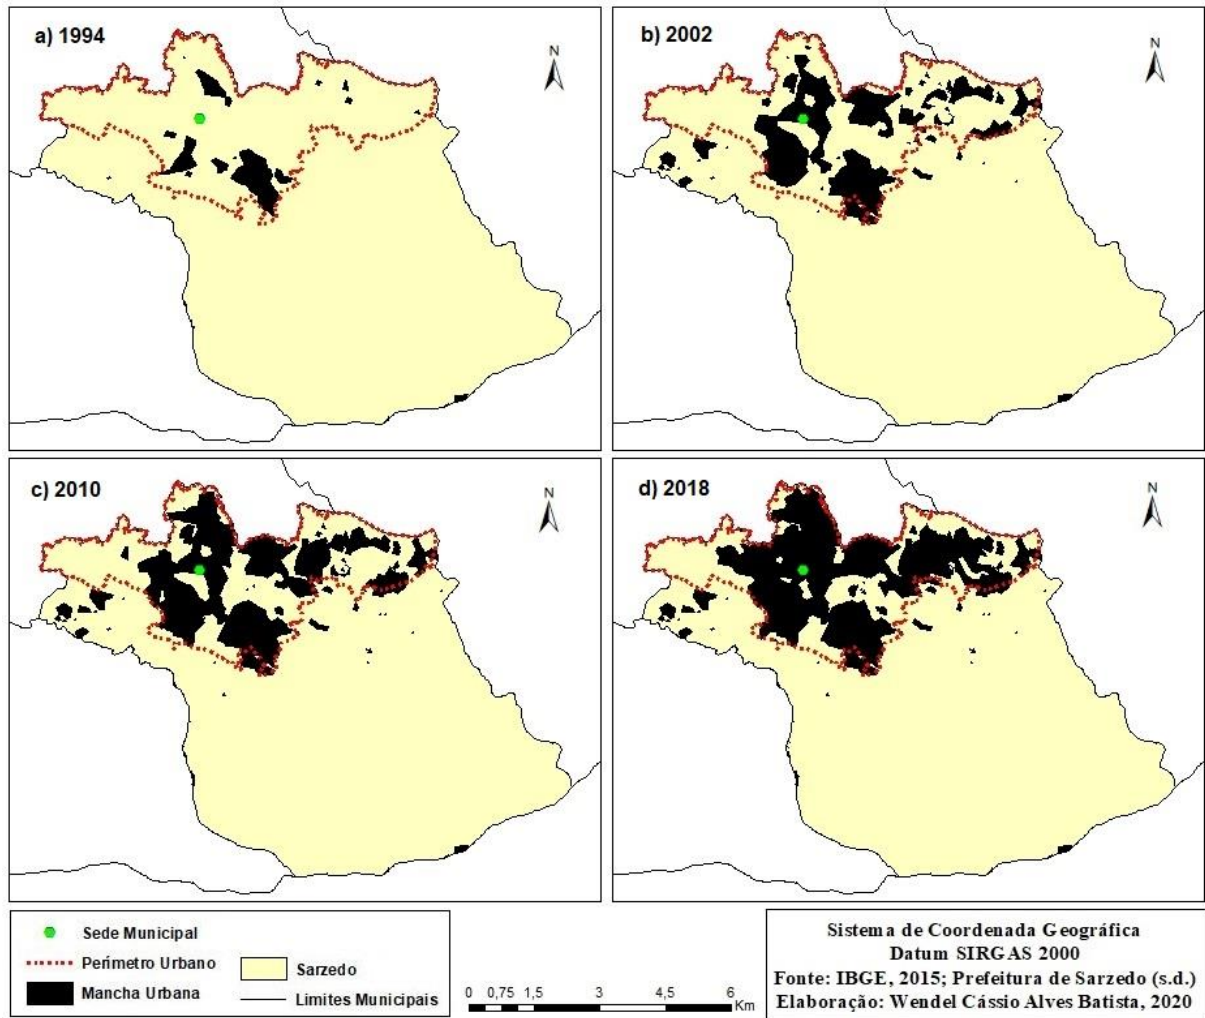 a) 1994
N
b) 2002
N
c) 2010
N
d) 2018
N
Sede Municipal
Perímetro Urbano
Mancha Urbana
Sarzedo
Limites Municipais
0 0,75 1,5 3 4,5 6
Km
Sistema de Coordenada Geográfica
Datum SIRGAS 2000
Fonte: IBGE, 2015; Prefeitura de Sarzedo (s.d.)
Elaboração: Wendel Cássio Alves Batista, 2020